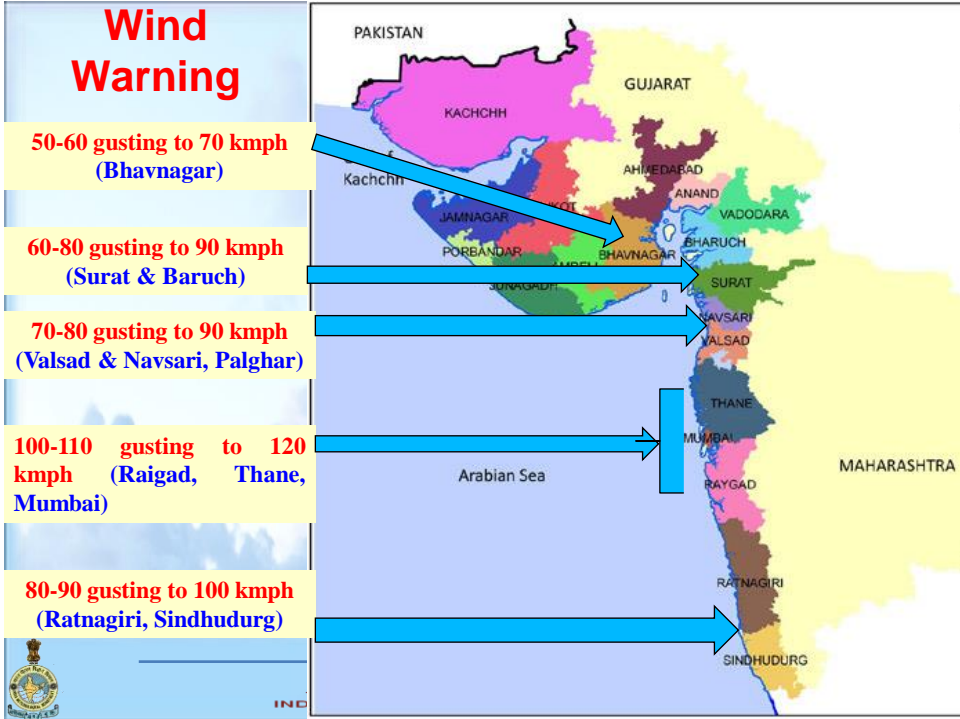 Wind
Warning
50-60 gusting to 70 kmph
(Bhavnagar)
60-80 gusting to 90 kmph
(Surat & Baruch)
70-80 gusting to 90 kmph
(Valsad & Navsari, Palghar)
100-110 gusting to 120
kmph (Raigad, Thane,
Mumbai)
80-90 gusting to 100 kmph
(Ratnagiri, Sindhudurg)
IND
PAKISTAN
GUJARAT
KACHCHH
Kachchh
AHMEDABAD
ANAND
VADODARA
JAMNAGAR
PORBANDAR
BHAVNAGAR
BHARUCH
JUNAGADH
SURAT
NAVSARI
VALSAD
THANE
MUMBAI
MAHARASHTRA
Arabian Sea
RAYGAD
RATNAGIRI
SINDHUDURG